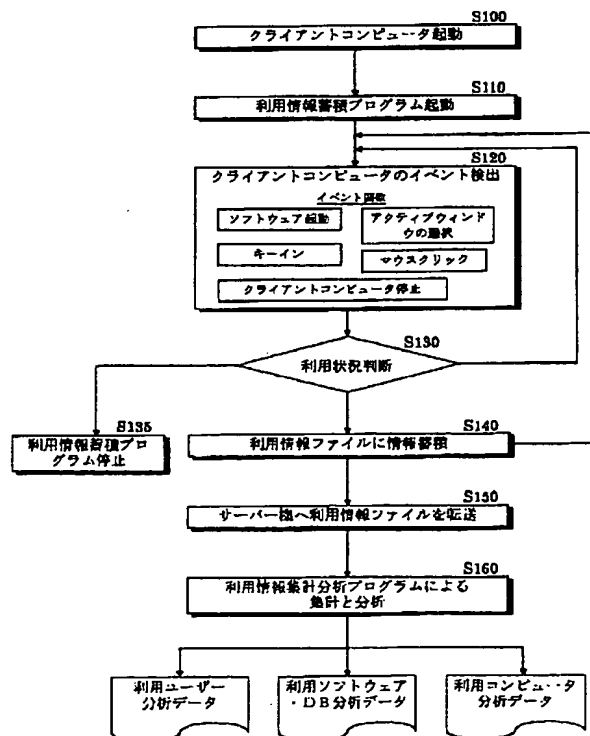 S100
クライアントコンピュータ起動
S110
利用情報蓄積プログラム起動
S120
クライアントコンピュータのイベント検出
イベント関数
ソフトウェア起動
アクティブウィンド
ウの選択
キーイン
マウスクリック
クライアントコンピュータ停止
S130
利用状況判断
S135
利用情報蓄積プロ
グラム停止
S140
利用情報ファイルに情報蓄積
S150
サーバー機へ利用情報ファイルを転送
S160
利用情報集計分析プログラムによる
集計と分析
利用ユーザー
分析データ
利用ソフトウェア
・DB分析データ
利用コンピュータ
分析データ